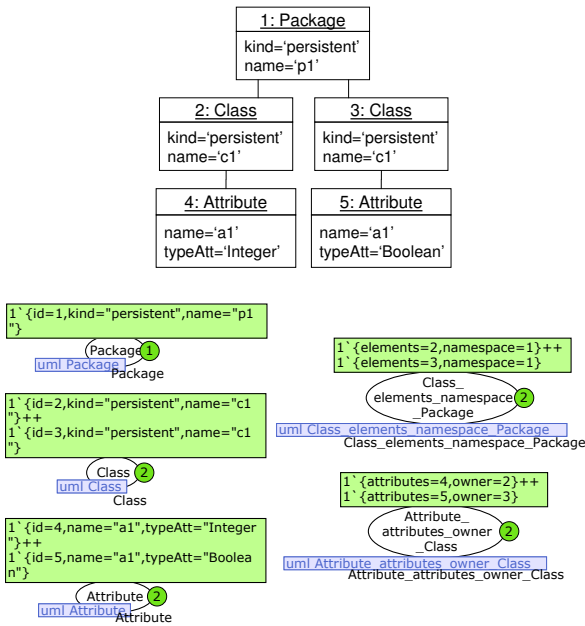 1: Package
kind=‘persistent’
name=‘p1’
2: Class
kind=‘persistent’
name=‘c1’
3: Class
kind=‘persistent’
name=‘c1’
4: Attribute
name=‘a1’
typeAtt=‘Integer’
5: Attribute
name=‘a1’
typeAtt=‘Boolean’
1`{id=1,kind="persistent",name="p1
"}
Package
1
uml Package
Package
1`{id=2,kind="persistent",name="c1
"}++
1`{id=3,kind="persistent",name="c1
"}
Class
2
uml Class
Class
1`{id=4,name="a1",typeAtt="Integer
"}++
1`{id=5,name="a1",typeAtt="Boolea
n"}
Attribute
2
uml Attribute
Attribute
1`{elements=2,namespace=1}++
1`{elements=3,namespace=1}
Class_
elements_namespace
_Package
2
uml Class_elements_namespace_Package
Class_elements_namespace_Package
1`{attributes=4,owner=2}++
1`{attributes=5,owner=3}
Attribute_
attributes_owner
_Class
2
uml Attribute_attributes_owner_Class
Attribute_attributes_owner_Class